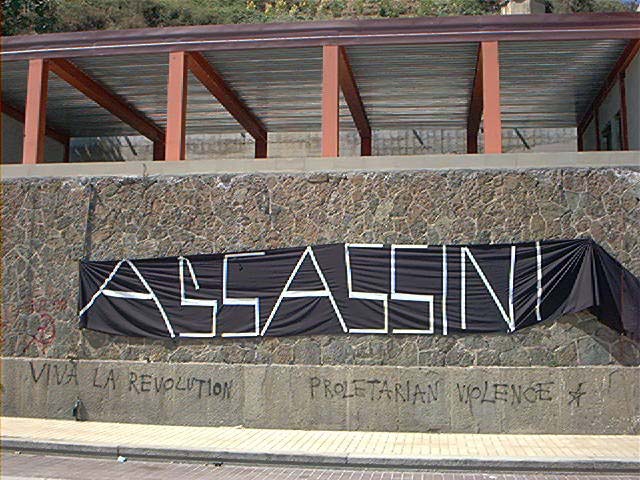 ASSASSINI
VIVA LA REVOLUTION PROLETARIAN VIOLENCE